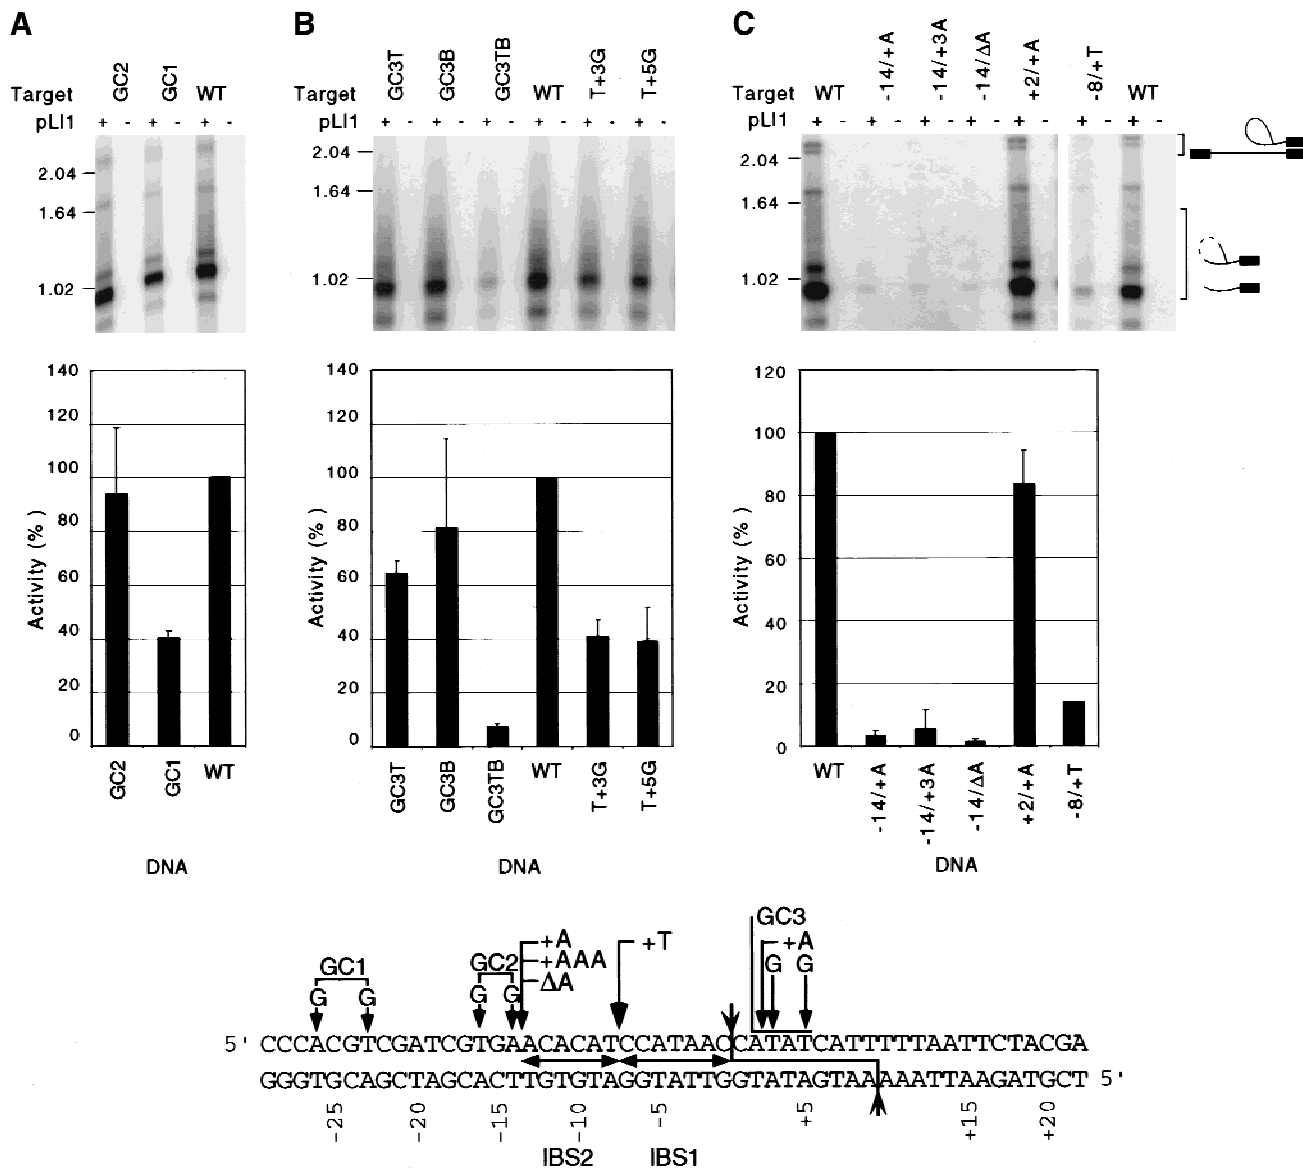 A
B
C
Target GC2 GC1 WT
pLI1 + - + - + -
2.04
1.64
1.02
GC3T GC3B GC3TB WT T+3G T+5G
Target
pLI1 + - + - + - + - + - + -
2.04
1.64
1.02
Target WT -14/+A -14/+3A -14/ΔA +2/+A -8/+T WT
pLI1 + - + - + - + - + - + - + -
2.04
1.64
1.02
140
120
100
80
60
40
20
0
Activity (%)
GC2 GC1 WT
DNA
140
120
100
80
60
40
20
0
Activity (%)
GC3T GC3B GC3TB WT T+3G T+5G
DNA
120
100
80
60
40
20
0
Activity (%)
WT -14/+A -14/+3A -14/ΔA +2/+A -8/+T
DNA
GC3
+A +T +A
GC1 GC2 +AAA G G
G G G G ΔA
5' CCCACGTCGATCGTGAACACATCCATAACCATATCATTTTTAATTCTACGA
GGGTGCAGCTAGCACTTGTGTAGGTATTGGTATAGTAAAAATTAAGATGCT 5'
-25 -20 -15 -10 -5 +5 +15 +20
IBS2 IBS1